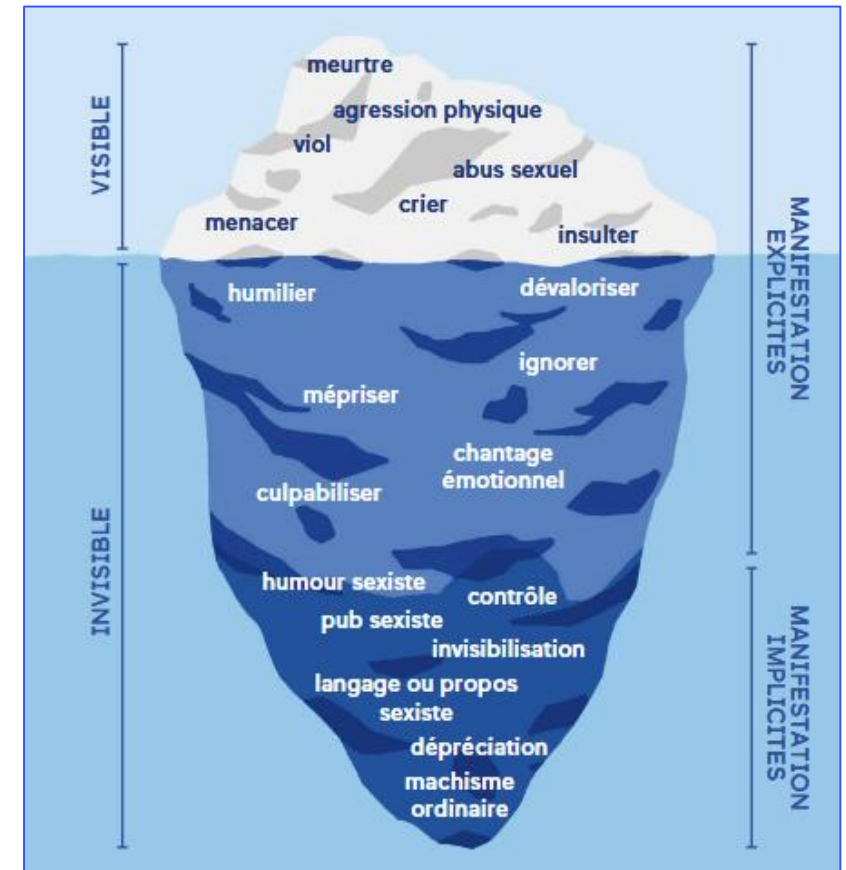 VISIBLE
meurtre
agression physique
viol
abus sexuel
crier
menacer
insulter
MANIFESTATION
EXPLICITES
INVISIBLE
humilier
dévaloriser
ignorer
mépriser
chantage
émotionnel
culpabiliser
humour sexiste
contrôle
pub sexiste
invisibilisation
langage ou propos
sexiste
dépréciation
machisme
ordinaire
MANIFESTATION
IMPLICITES